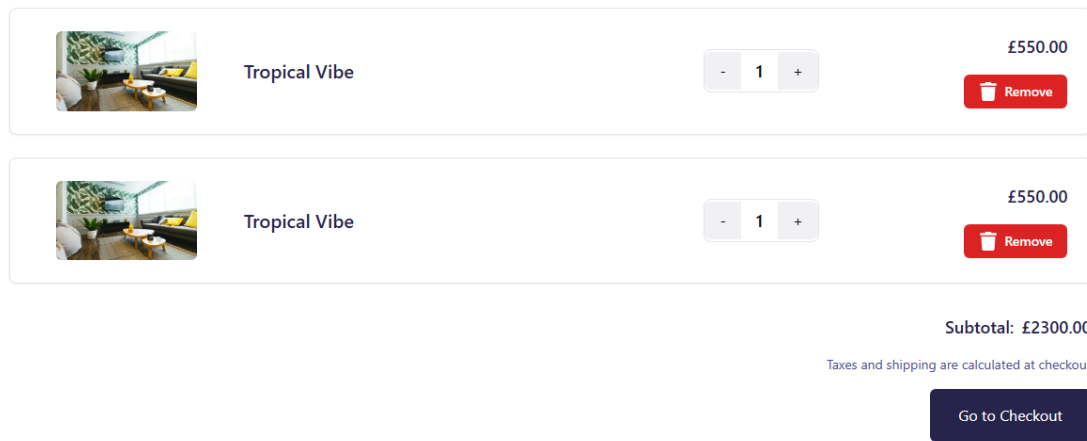 £550.00
Tropical Vibe
- 1 +
Remove
£550.00
Tropical Vibe
- 1 +
Remove
Subtotal: £2300.00
Taxes and shipping are calculated at checkou
Go to Checkout